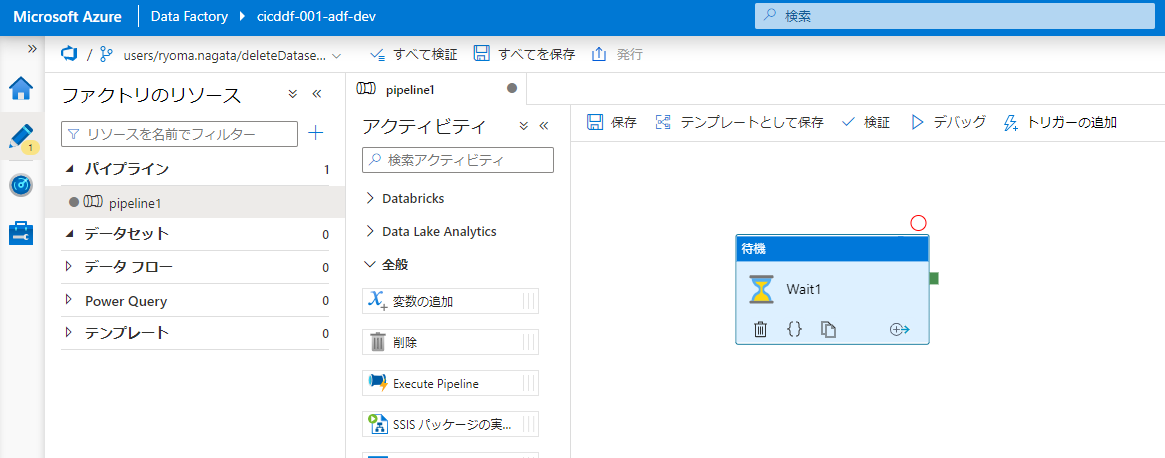 Microsoft Azure Data Factory cicddf-001-adf-dev 検索
/ users/ryoma.nagata/deleteDatase... すべて検証 すべてを保存 発行
ファクトリのリソース
リソースを名前でフィルター
1
パイプライン 1
pipeline1
データセット 0
データ フロー 0
Power Query 0
テンプレート 0
pipeline1
アクティビティ
検索アクティビティ
Databricks
Data Lake Analytics
全般
変数の追加
削除
Execute Pipeline
SSIS パッケージの実...
保存 テンプレートとして保存 検証 デバッグ トリガーの追加
待機
Wait1